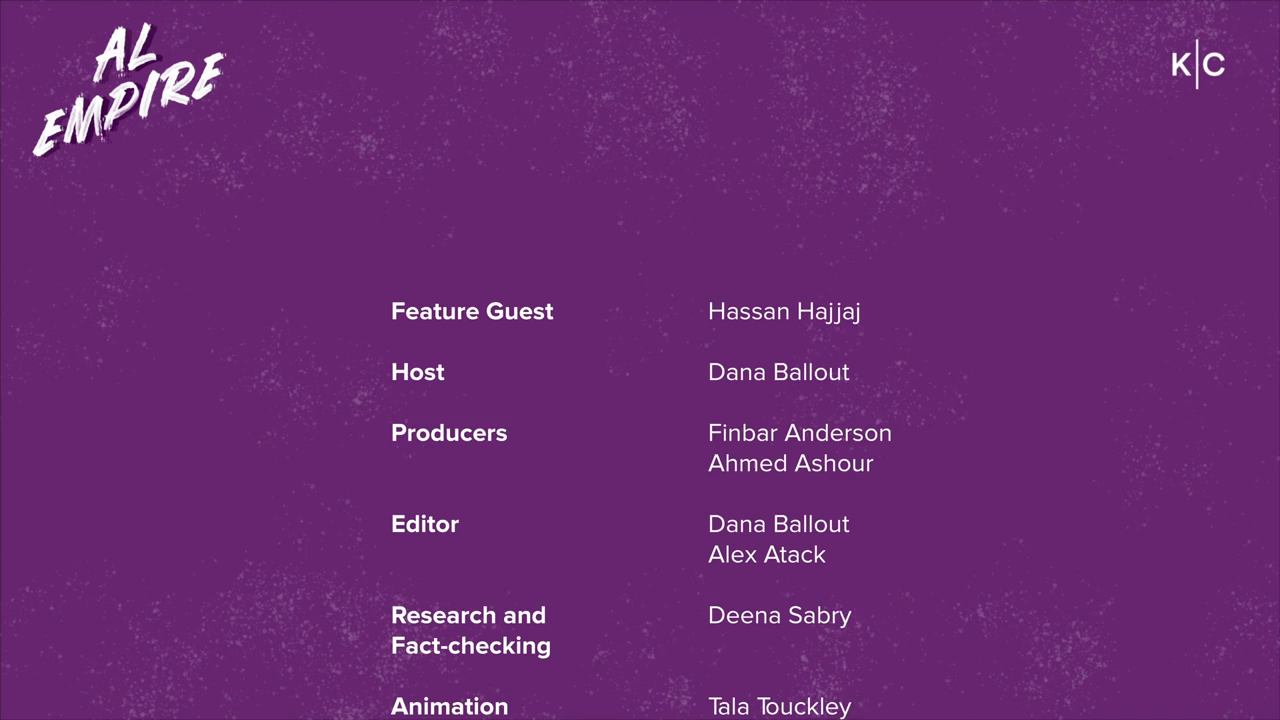 AL
EMPIRE
K|C
Feature Guest Hassan Hajjaj
Host Dana Ballout
Producers Finbar Anderson
Ahmed Ashour
Editor Dana Ballout
Alex Atack
Research and Deena Sabry
Fact-checking
Animation Tala Touckley